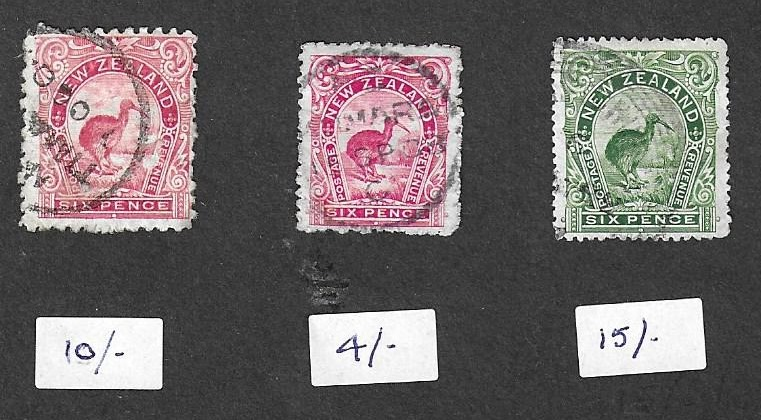 NEW ZEALAND
SIX PENCE
NEW ZEALAND
POSTAGE REVENUE
SIX PENCE
NEW ZEALAND
POSTAGE REVENUE
SIX PENCE
10/-
4/-
15/-